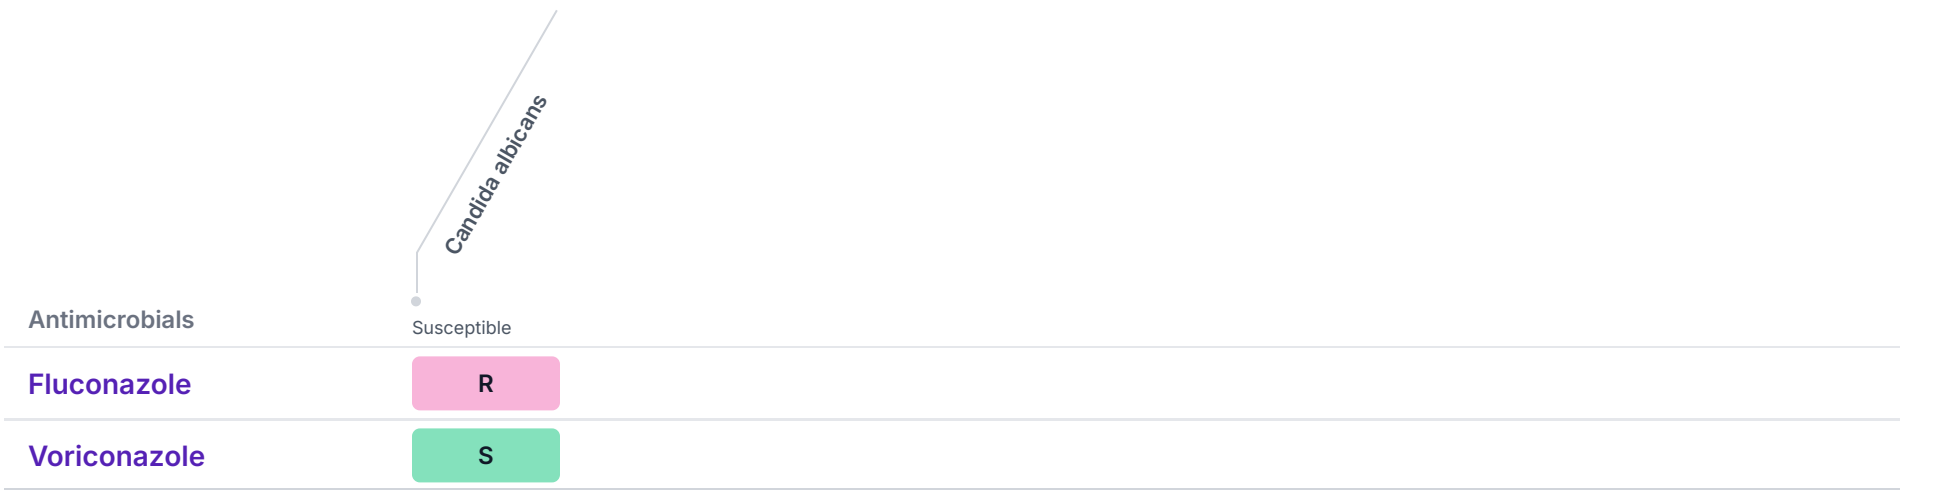 Candida albicans
Antimicrobials
Susceptible
Fluconazole
R
Voriconazole
S